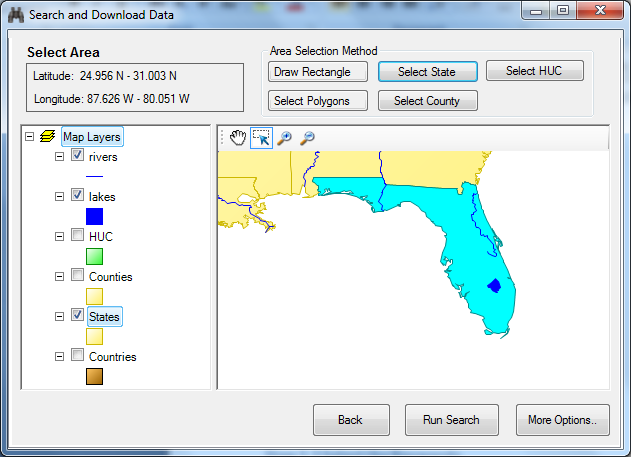 Search and Download Data
Select Area
Latitude: 24.956 N - 31.003 N
Longitude: 87.626 W - 80.051 W
Area Selection Method
Draw Rectangle
Select State
Select HUC
Select Polygons
Select County
Map Layers
rivers
lakes
HUC
Counties
States
Countries
Back
Run Search
More Options..